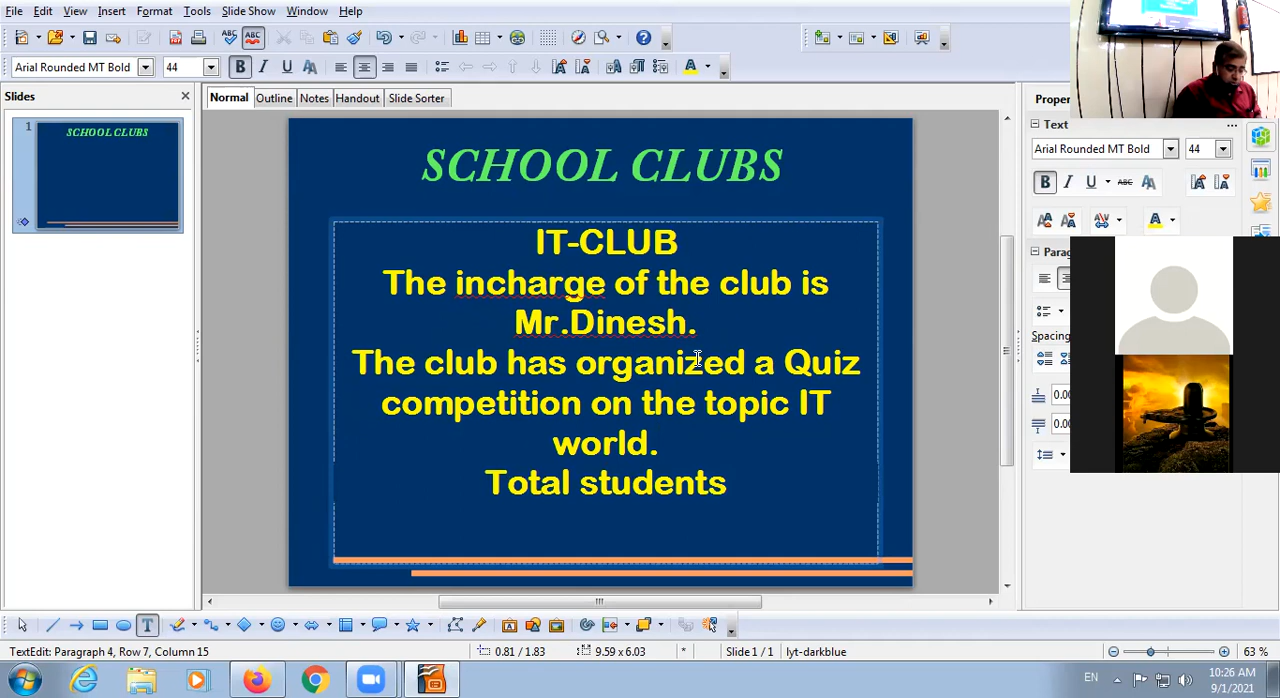 File Edit View Insert Format Tools Slide Show Window Help
Arial Rounded MT Bold 44
Slides
1
SCHOOL CLUBS
Normal Outline Notes Handout Slide Sorter
SCHOOL CLUBS
IT-CLUB
The incharge of the club is
Mr.Dinesh.
The club has organized a Quiz
competition on the topic IT
world.
Total students
Text
Arial Rounded MT Bold 44
Spacing
TextEdit: Paragraph 4, Row 7, Column 15 0.81 / 1.83 9.59 x 6.03 * Slide 1 / 1 lyt-darkblue 63 %
EN 10:26 AM
9/1/2021